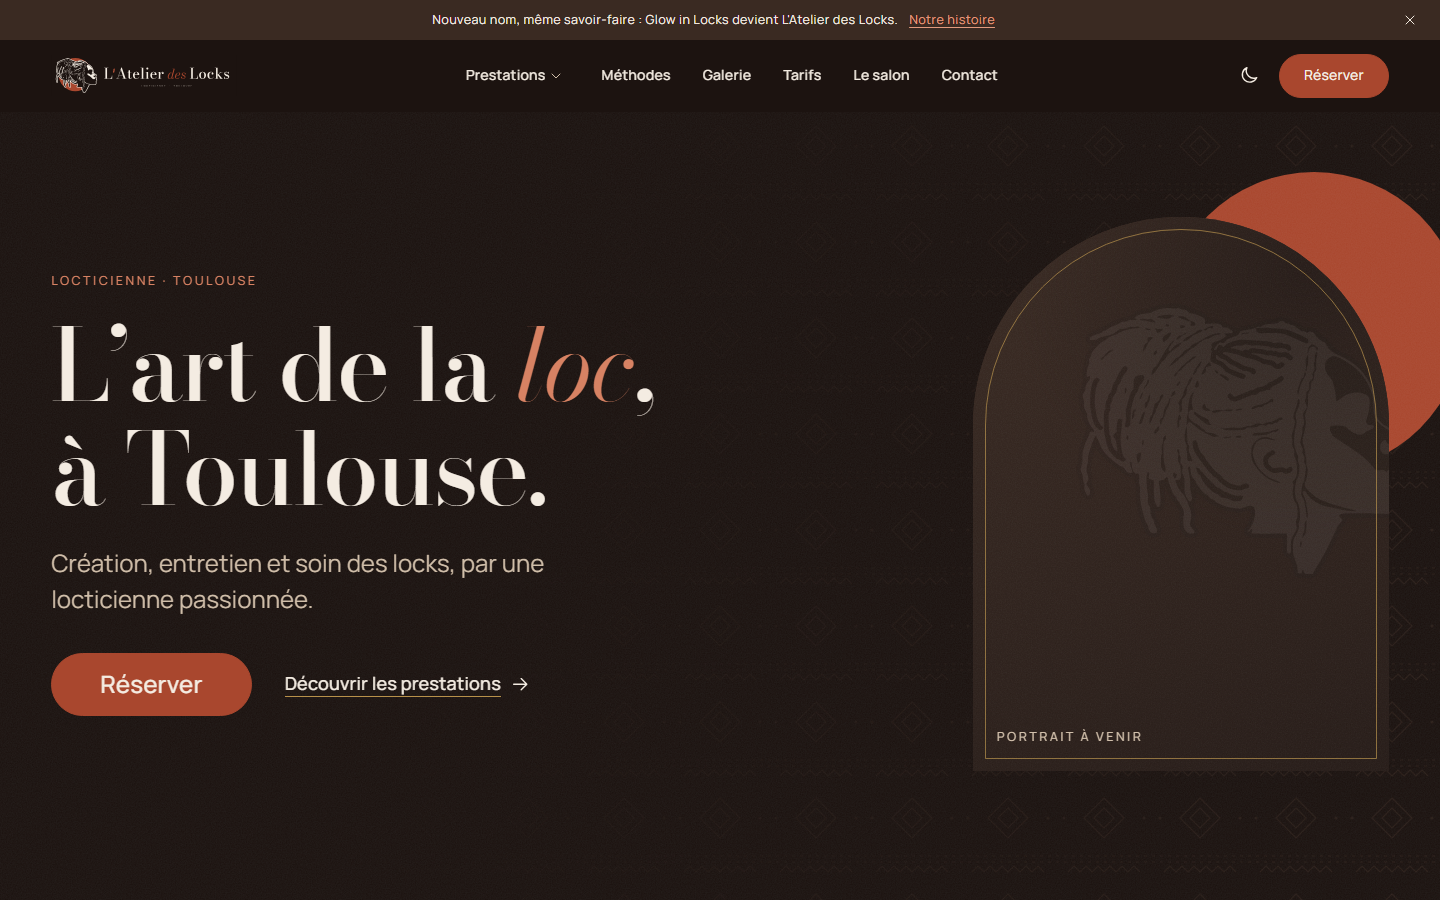 Nouveau nom, même savoir-faire : Glow in Locks devient L'Atelier des Locks. Notre histoire
L'Atelier des Locks
Prestations Méthodes Galerie Tarifs Le salon Contact
Réserver
LOCTICIENNE · TOULOUSE
L’art de la loc,
à Toulouse.
Création, entretien et soin des locks, par une
locticienne passionnée.
Réserver
Découvrir les prestations
PORTRAIT À VENIR